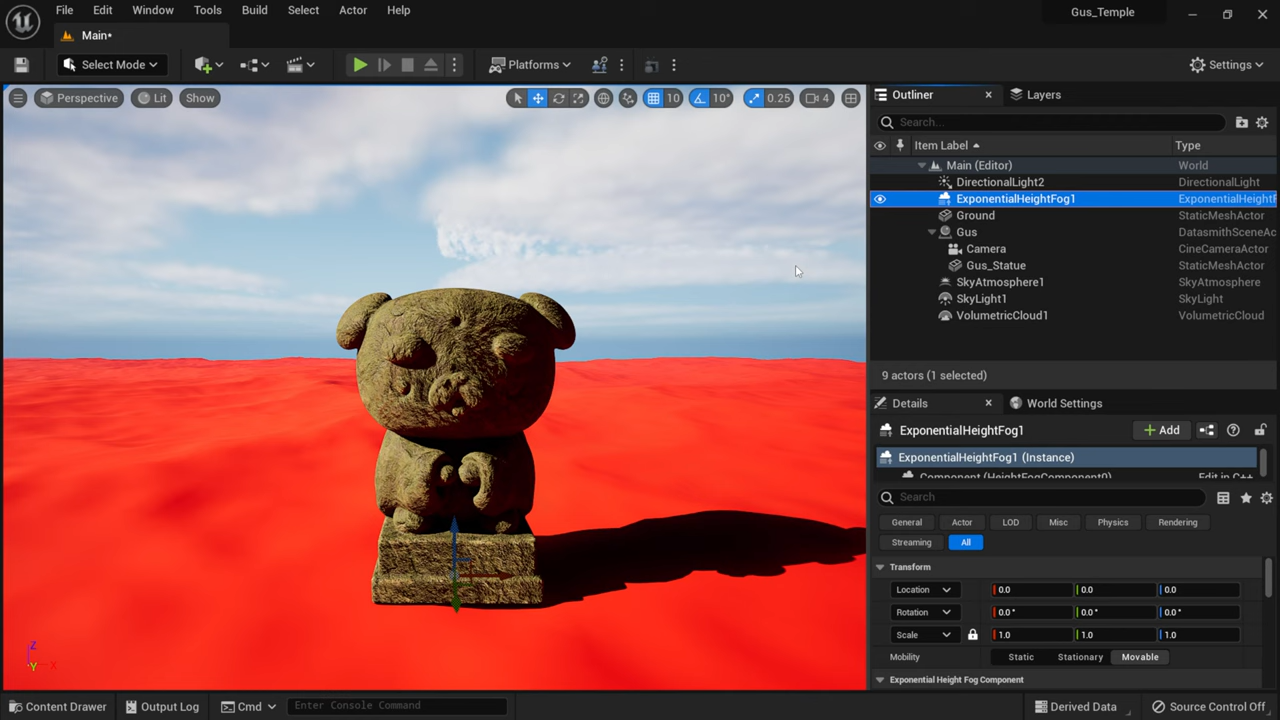 File Edit Window Tools Build Select Actor Help
Gus_Temple
Main*
Select Mode
Platforms
Settings
Perspective Lit Show
10 10° 0.25 4
Outliner Layers
Search...
Item Label Type
Main (Editor) World
DirectionalLight2 DirectionalLight
ExponentialHeightFog1 ExponentialHeightF
Ground StaticMeshActor
Gus DatasmithSceneAc
Camera CineCameraActor
Gus_Statue StaticMeshActor
SkyAtmosphere1 SkyAtmosphere
SkyLight1 SkyLight
VolumetricCloud1 VolumetricCloud
9 actors (1 selected)
Details World Settings
ExponentialHeightFog1 Add
ExponentialHeightFog1 (Instance)
Component (HeightFogComponent0) Edit in C++
Search
General Actor LOD Misc Physics Rendering
Streaming All
Transform
Location 0.0 0.0 0.0
Rotation 0.0° 0.0° 0.0°
Scale 1.0 1.0 1.0
Mobility Static Stationary Movable
Exponential Height Fog Component
Z
Y X
Content Drawer Output Log Cmd Enter Console Command Derived Data Source Control Off